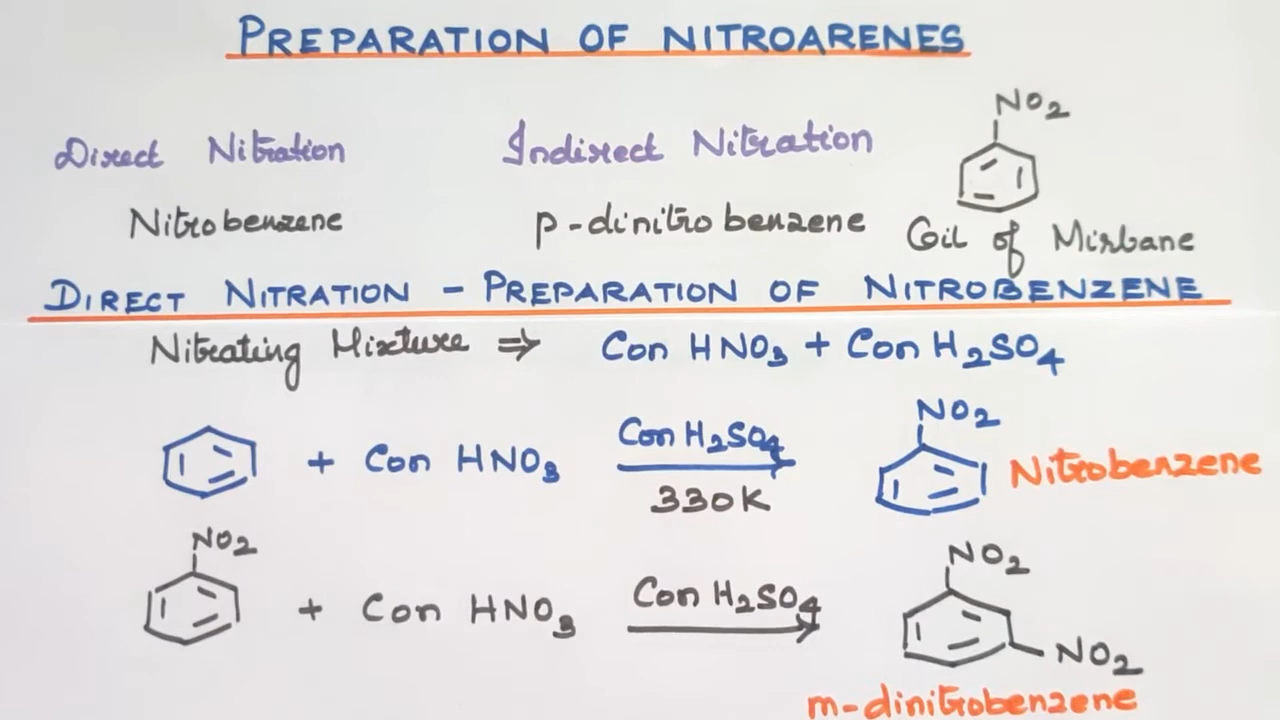 PREPARATION OF NITROARENES
Direct Nitration Indirect Nitration NO2
Nitrobenzene p-dinitrobenzene Oil of Mirbane
DIRECT NITRATION - PREPARATION OF NITROBENZENE
Nitrating Mixture ⇒ Con HNO3 + Con H2SO4
+ Con HNO3 Con H2SO4 330K NO2 Nitrobenzene
NO2 + Con HNO3 Con H2SO4 NO2 NO2
m-dinitrobenzene